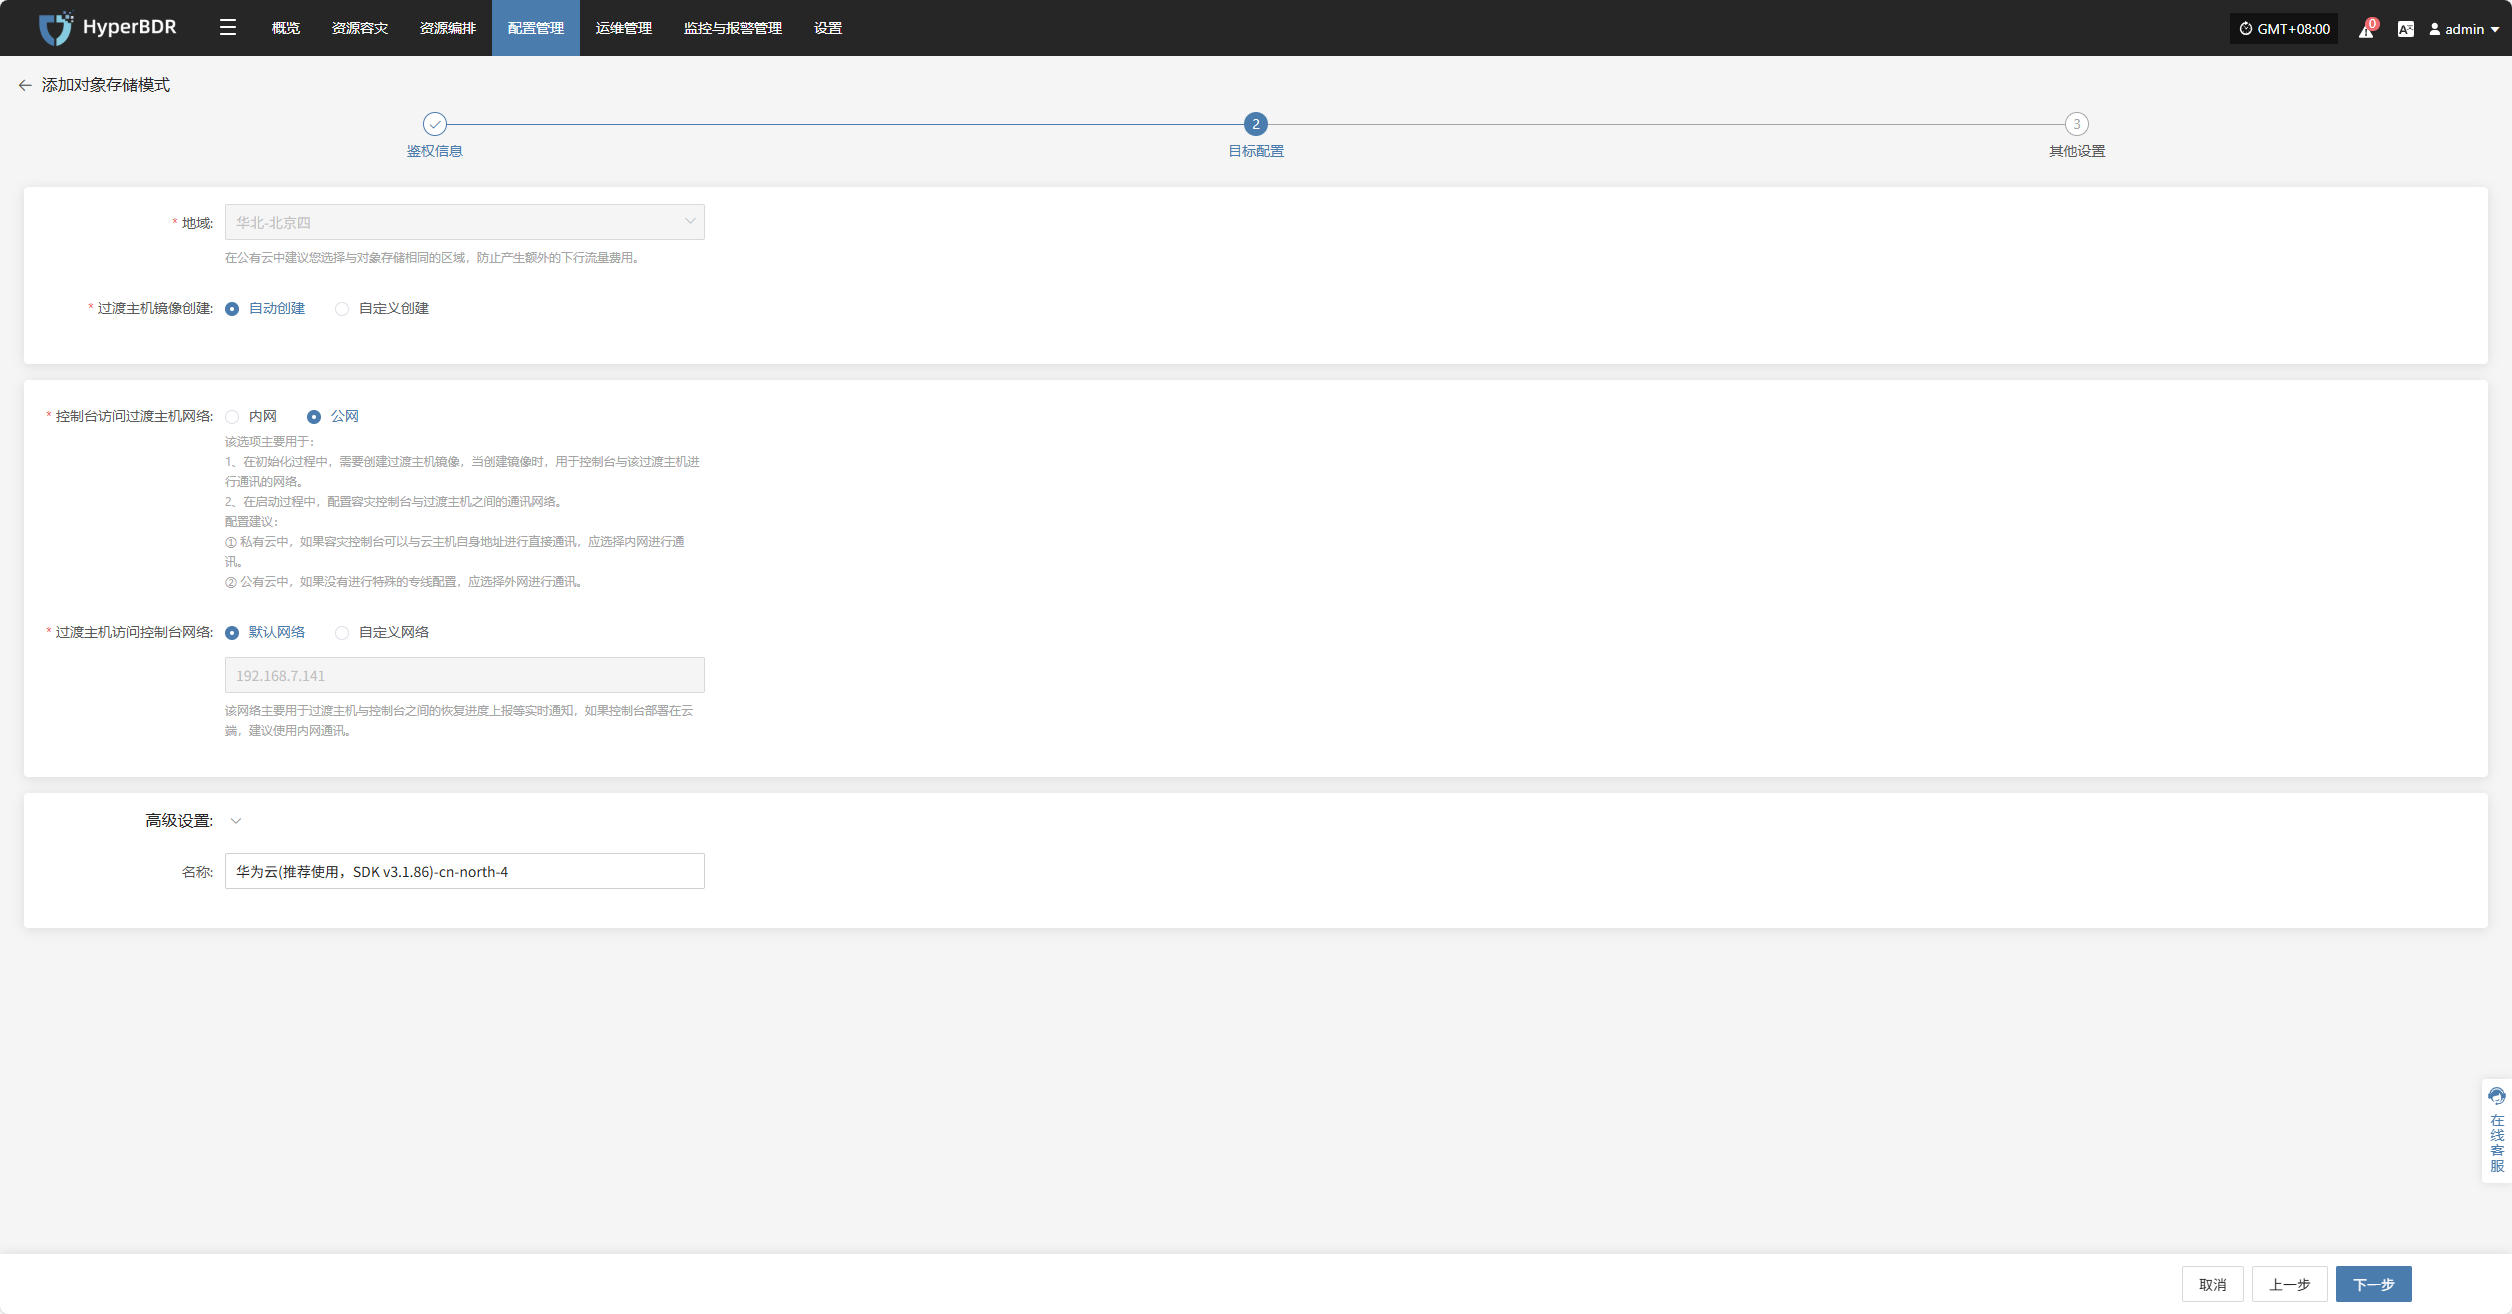 HyperBDR
概览 资源容灾 资源编排 配置管理 运维管理 监控与报警管理 设置
GMT+08:00 0 admin
添加对象存储模式
2 3
鉴权信息 目标配置 其他设置
* 地域: 华北-北京四
在公有云中建议您选择与对象存储相同的区域，防止产生额外的下行流量费用。
* 过渡主机镜像创建: 自动创建 自定义创建
* 控制台访问过渡主机网络: 内网 公网
该选项主要用于：
1、在初始化过程中，需要创建过渡主机镜像，当创建镜像时，用于控制台与该过渡主机进
行通讯的网络。
2、在启动过程中，配置容灾控制台与过渡主机之间的通讯网络。
配置建议：
① 私有云中，如果容灾控制台可以与云主机自身地址进行直接通讯，应选择内网进行通
讯。
② 公有云中，如果没有进行特殊的专线配置，应选择外网进行通讯。
* 过渡主机访问控制台网络: 默认网络 自定义网络
192.168.7.141
该网络主要用于过渡主机与控制台之间的恢复进度上报等实时通知，如果控制台部署在云
端，建议使用内网通讯。
高级设置:
名称: 华为云(推荐使用，SDK v3.1.86)-cn-north-4
在线客服
取消 上一步 下一步